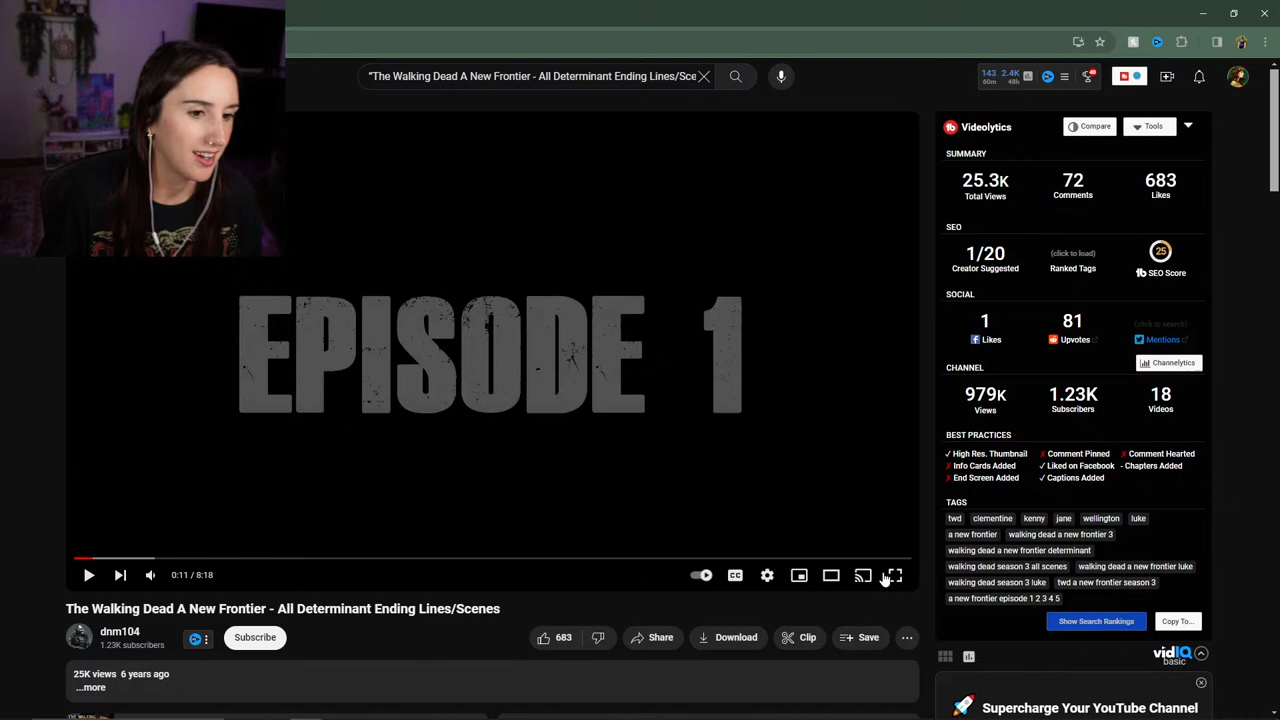 "The Walking Dead A New Frontier - All Determinant Ending Lines/Sce
143 2.4K
60m 48h
Videolytics Compare Tools
SUMMARY
25.3K 72 683
Total Views Comments Likes
SEO
1/20 (click to load) 25
Creator Suggested Ranked Tags tb SEO Score
SOCIAL
1 81 (click to search)
Likes Upvotes Mentions
Channelytics
CHANNEL
979K 1.23K 18
Views Subscribers Videos
BEST PRACTICES
High Res. Thumbnail Comment Pinned Comment Hearted
Info Cards Added Liked on Facebook - Chapters Added
End Screen Added Captions Added
TAGS
twd clementine kenny jane wellington luke
a new frontier walking dead a new frontier 3
walking dead a new frontier determinant
walking dead season 3 all scenes walking dead a new frontier luke
walking dead season 3 luke twd a new frontier season 3
a new frontier episode 1 2 3 4 5
Show Search Rankings Copy To...
vidIQ
basic
Supercharge Your YouTube Channel
EPISODE 1
0:11 / 8:18
CC
The Walking Dead A New Frontier - All Determinant Ending Lines/Scenes
dnm104
1.23K subscribers
Subscribe
683 Share Download Clip Save
25K views 6 years ago
...more